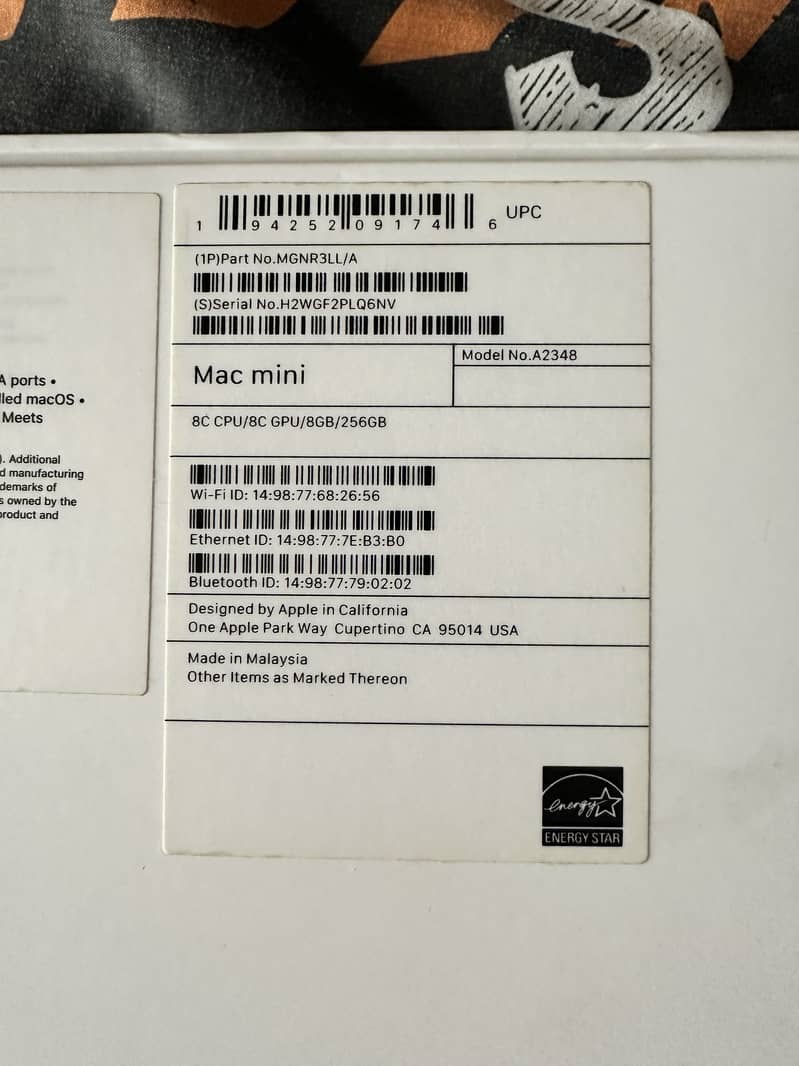 1 94252 09174 6 UPC
(1P)Part No.MGNR3LL/A
(S)Serial No.H2WGF2PLQ6NV
Mac mini
Model No.A2348
8C CPU/8C GPU/8GB/256GB
Wi-Fi ID: 14:98:77:68:26:56
Ethernet ID: 14:98:77:7E:B3:B0
Bluetooth ID: 14:98:77:79:02:02
Designed by Apple in California
One Apple Park Way Cupertino CA 95014 USA
Made in Malaysia
Other Items as Marked Thereon
energy
ENERGY STAR
A ports •
led macOS •
Meets
). Additional
d manufacturing
demarks of
s owned by the
product and